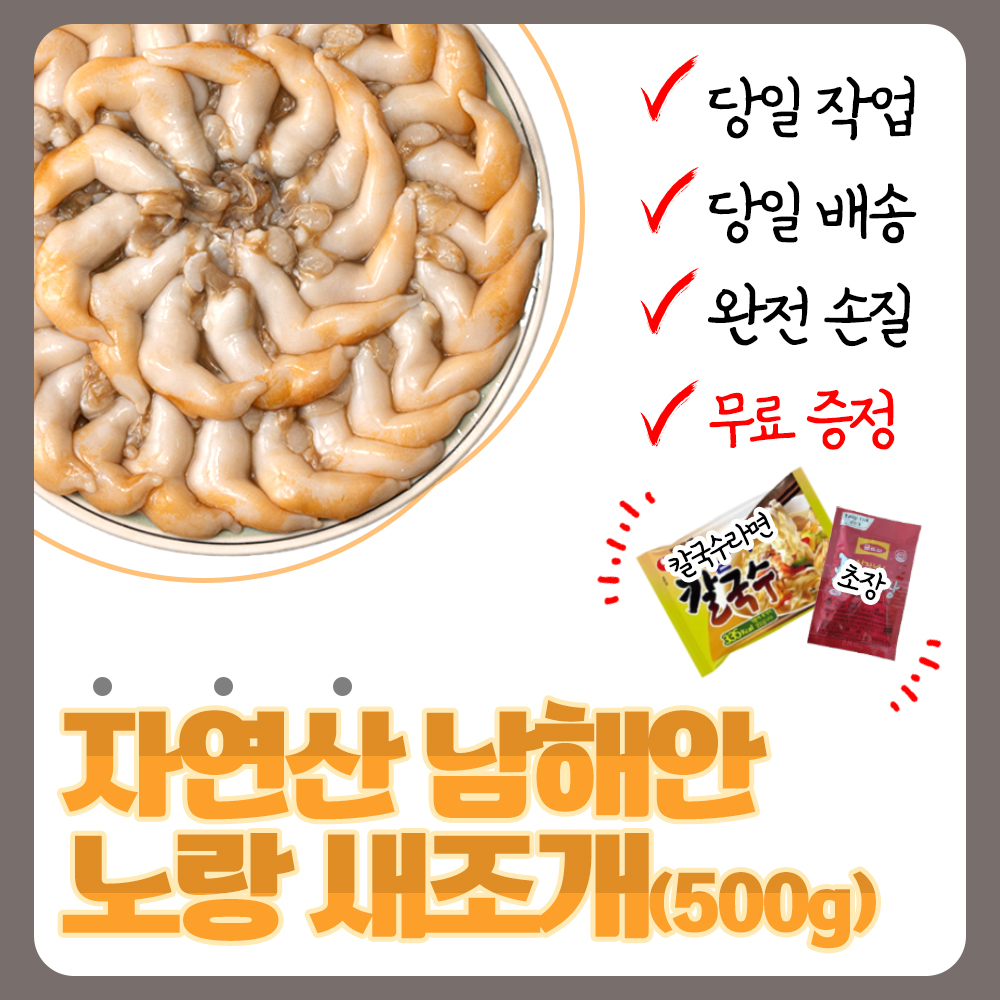 당일 작업
당일 배송
완전 손질
무료 증정
칼국수라면
칼국수
초장
자연산 남해안
노랑 새조개(500g)